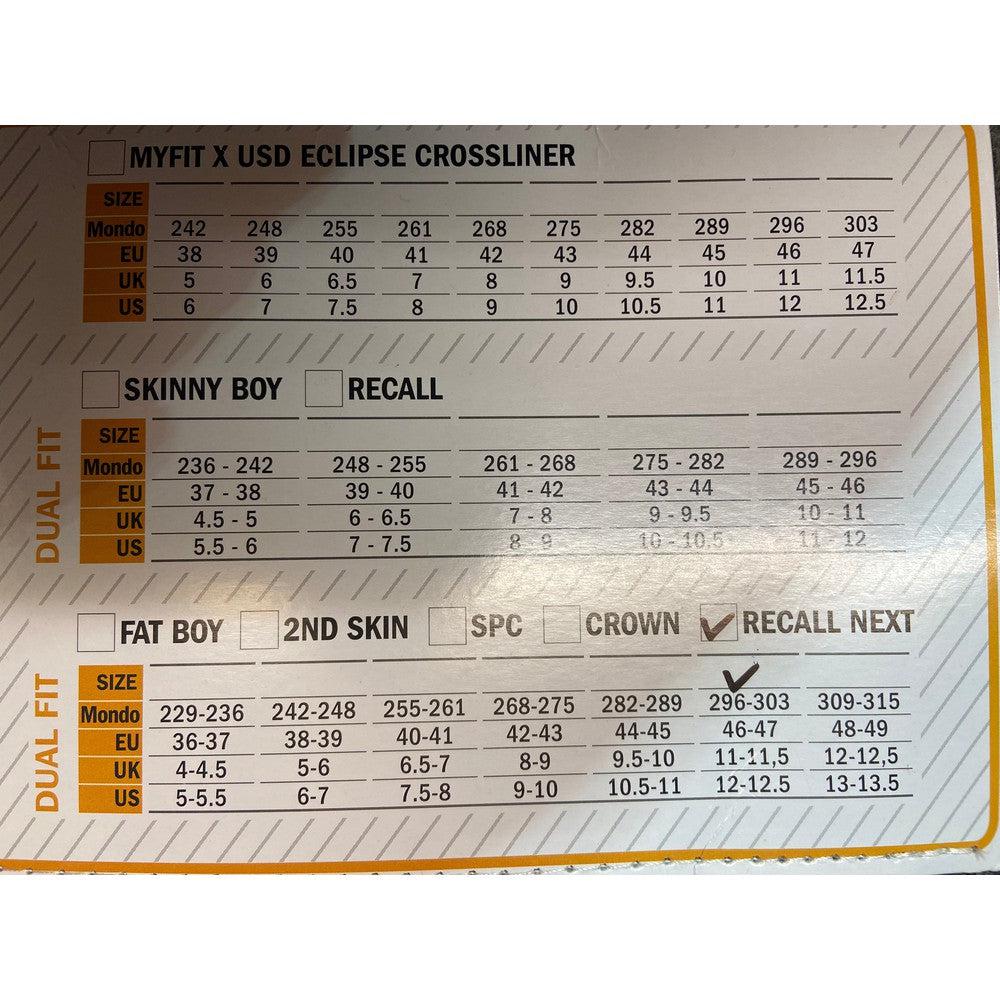 MYFIT X USD ECLIPSE CROSSLINER
SIZE
Mondo 242 248 255 261 268 275 282 289 296 303
EU 38 39 40 41 42 43 44 45 46 47
UK 5 6 6.5 7 8 9 9.5 10 11 11.5
US 6 7 7.5 8 9 10 10.5 11 12 12.5
SKINNY BOY RECALL
DUAL FIT
SIZE
Mondo 236 - 242 248 - 255 261 - 268 275 - 282 289 - 296
EU 37 - 38 39 - 40 41 - 42 43 - 44 45 - 46
UK 4.5 - 5 6 - 6.5 7 - 8 9 - 9.5 10 - 11
US 5.5 - 6 7 - 7.5 8 - 9 10 - 10.5 11 - 12
FAT BOY 2ND SKIN SPC CROWN RECALL NEXT
DUAL FIT
SIZE
Mondo 229-236 242-248 255-261 268-275 282-289 296-303 309-315
EU 36-37 38-39 40-41 42-43 44-45 46-47 48-49
UK 4-4.5 5-6 6.5-7 8-9 9.5-10 11-11,5 12-12,5
US 5-5.5 6-7 7.5-8 9-10 10.5-11 12-12.5 13-13.5